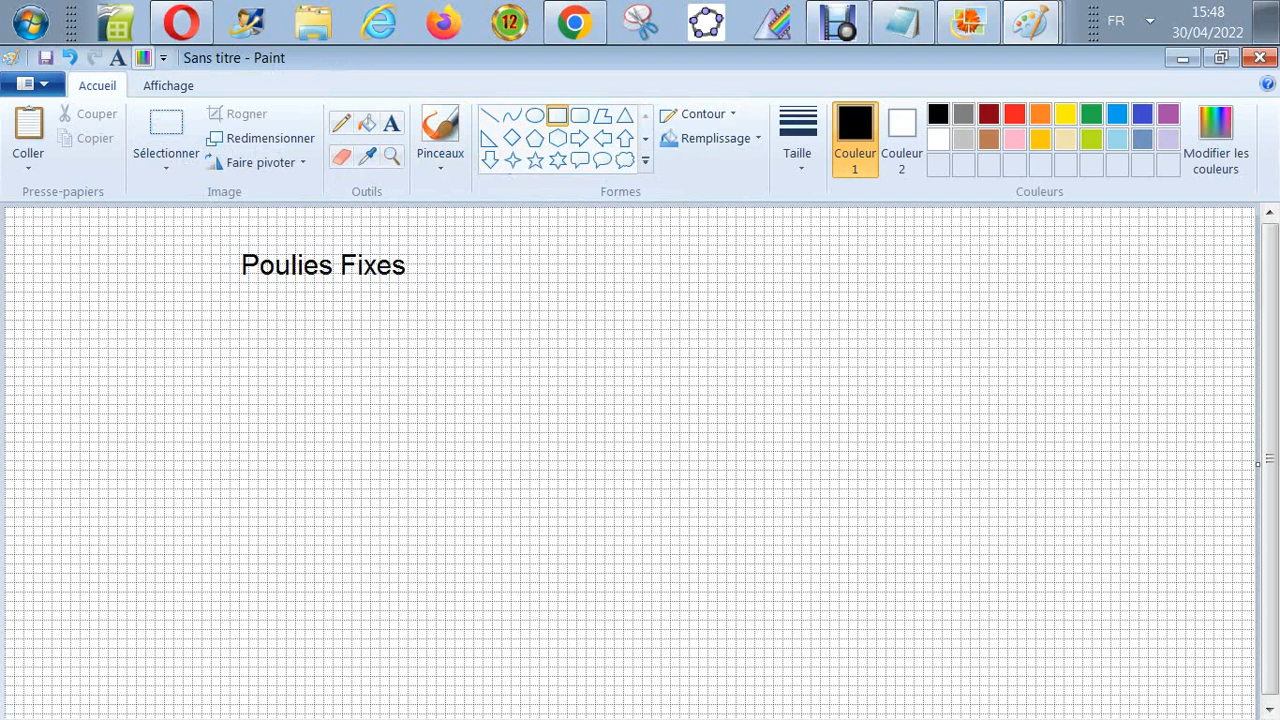 FR
15:48
30/04/2022
Sans titre - Paint
Accueil
Affichage
Coller
Couper
Copier
Presse-papiers
Sélectionner
Rogner
Redimensionner
Faire pivoter
Image
A
Outils
Pinceaux
Contour
Remplissage
Formes
Taille
Couleur 1
Couleur 2
Modifier les couleurs
Couleurs
12
Poulies Fixes